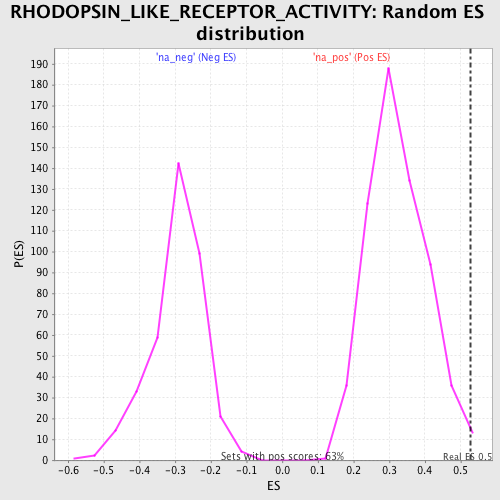 RHODOPSIN_LIKE_RECEPTOR_ACTIVITY: Random ES
distribution
'na_neg' (Neg ES) 'na_pos' (Pos ES)
190
180
170
160
150
140
130
120
110
100
90
80
70
60
50
40
30
20
10
0
P(ES)
Sets with pos scores: 63%
Real ES 0.5
-0.6 -0.5 -0.4 -0.3 -0.2 -0.1 0.0 0.1 0.2 0.3 0.4 0.5
ES